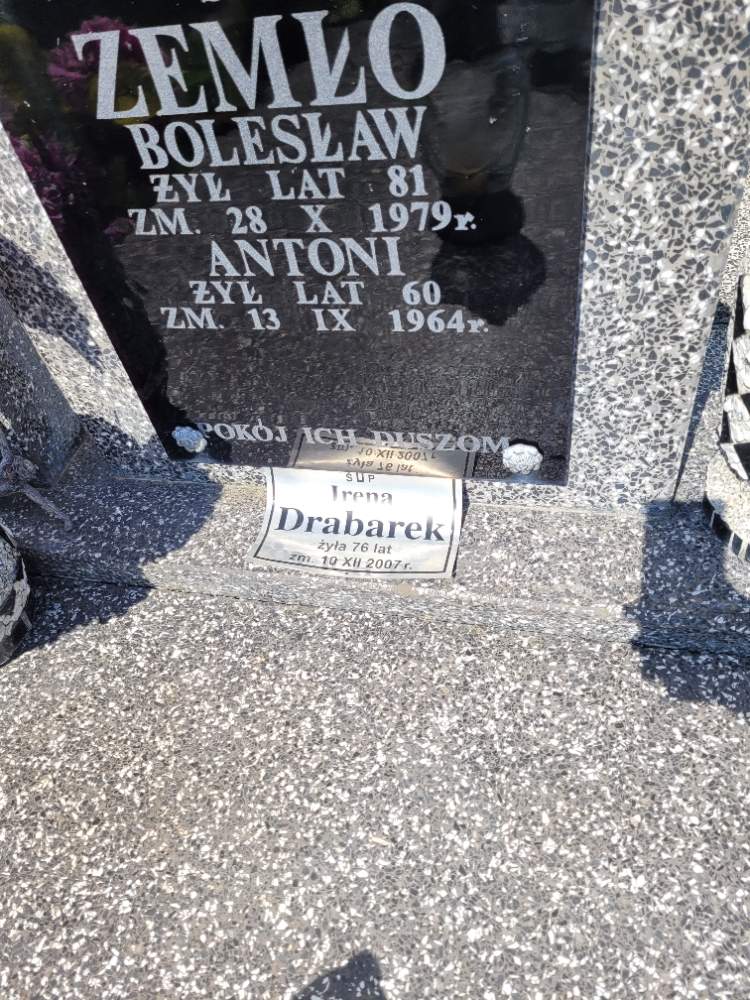 ZEMŁO
BOLESŁAW
ŻYŁ LAT 81
ZM. 28 X 1979r.
ANTONI
ŻYŁ LAT 60
ZM. 13 IX 1964r.
POKÓJ ICH DUSZOM
Ś P
Irena
Drabarek
żyła 76 lat
zm. 10 XII 2007r.